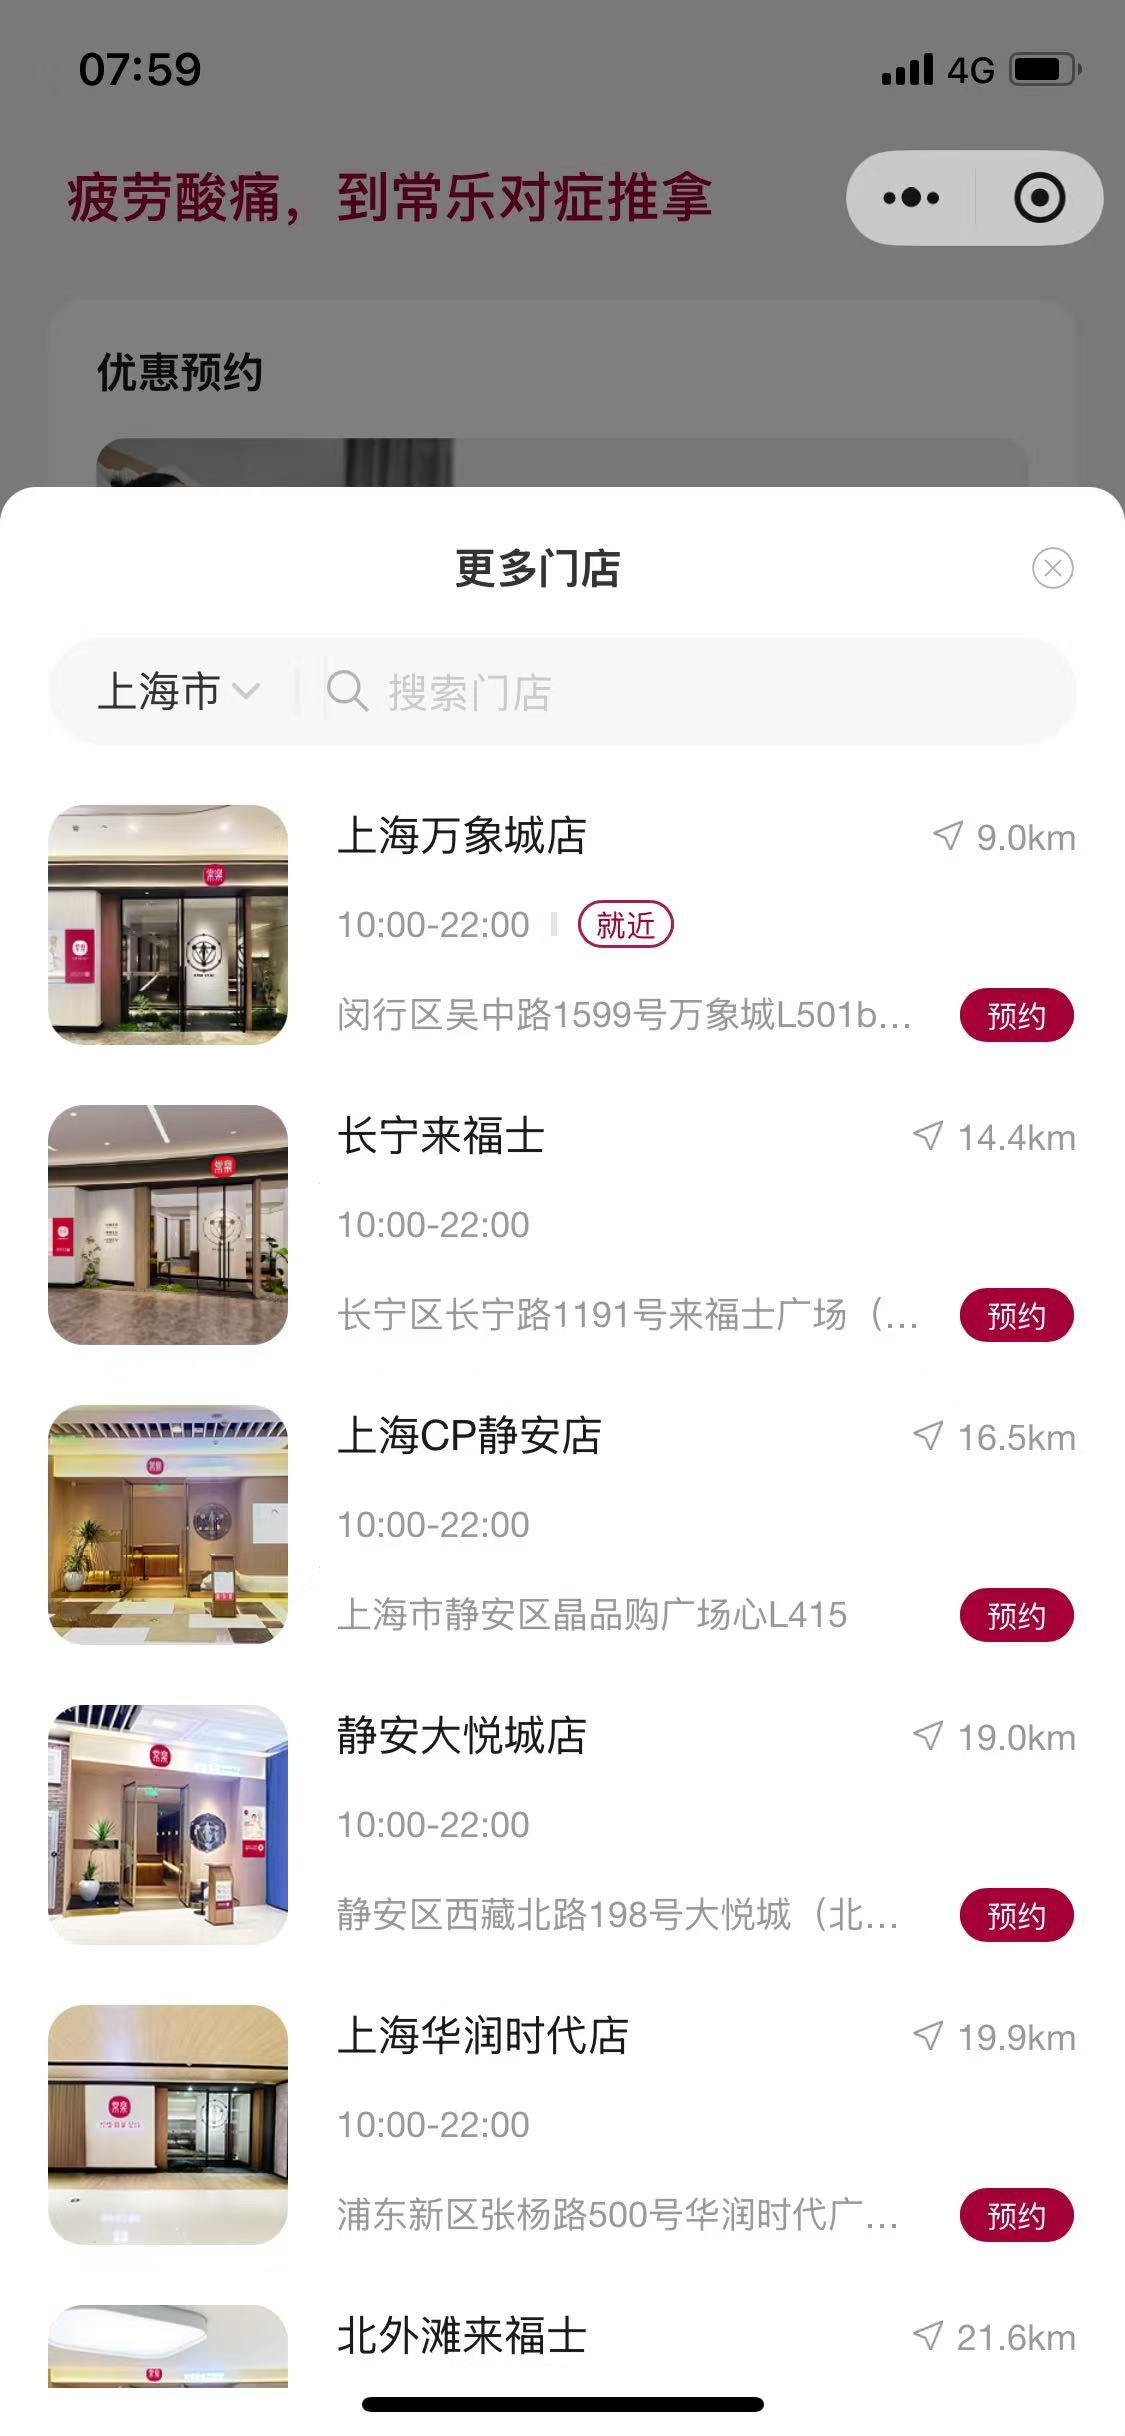 07:59
4G
疲劳酸痛，到常乐对症推拿
优惠预约
更多门店
上海市
搜索门店
上海万象城店
9.0km
10:00-22:00
就近
闵行区吴中路1599号万象城L501b...
预约
长宁来福士
14.4km
10:00-22:00
长宁区长宁路1191号来福士广场（...
预约
上海CP静安店
16.5km
10:00-22:00
上海市静安区晶品购广场心L415
预约
静安大悦城店
19.0km
10:00-22:00
静安区西藏北路198号大悦城（北...
预约
上海华润时代店
19.9km
10:00-22:00
浦东新区张杨路500号华润时代广...
预约
北外滩来福士
21.6km